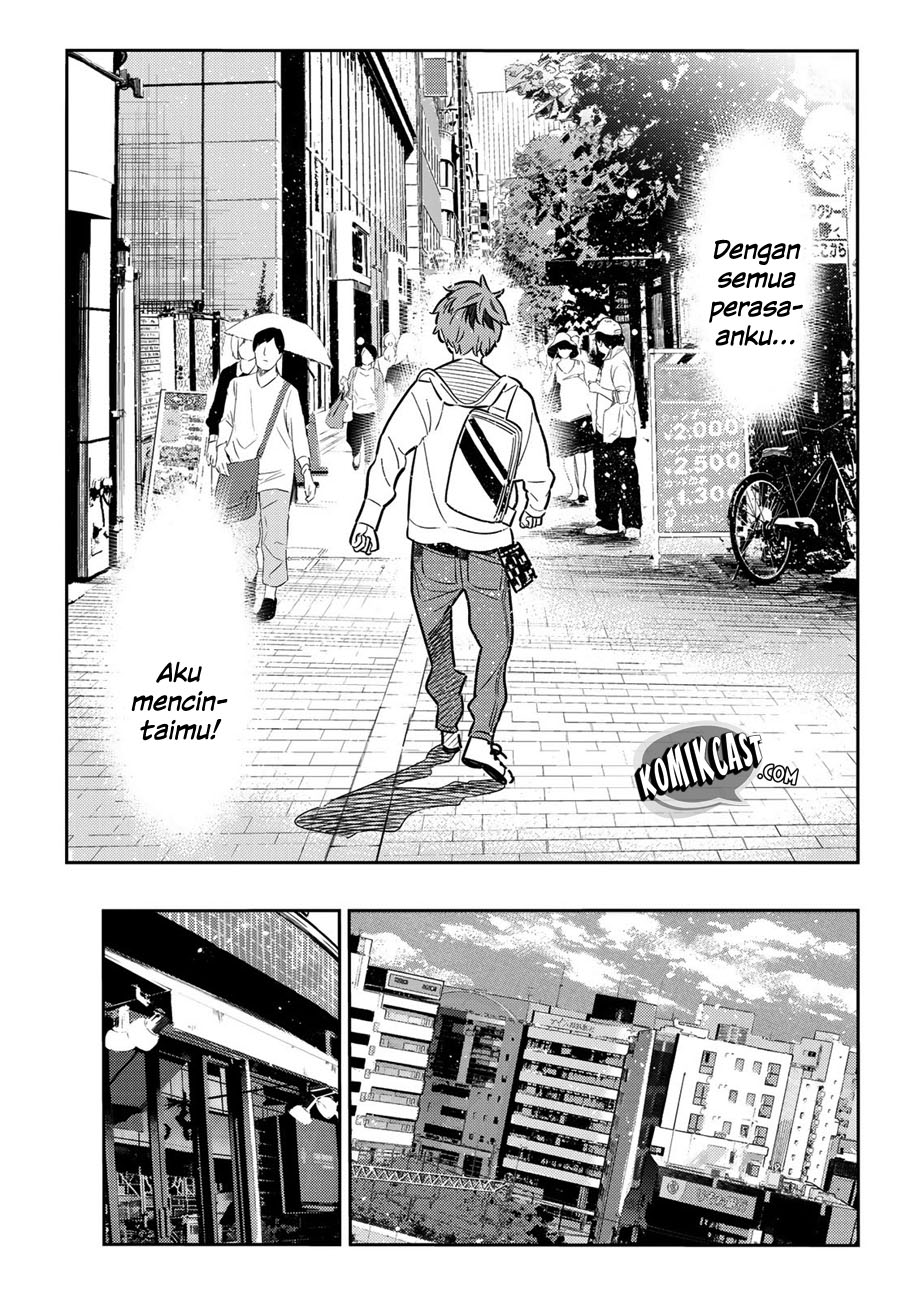 Dengan
semua
perasa-
anku...
2.000
2.500
1.300
Aku
mencin-
taimu!
KOMIKCAST
.COM